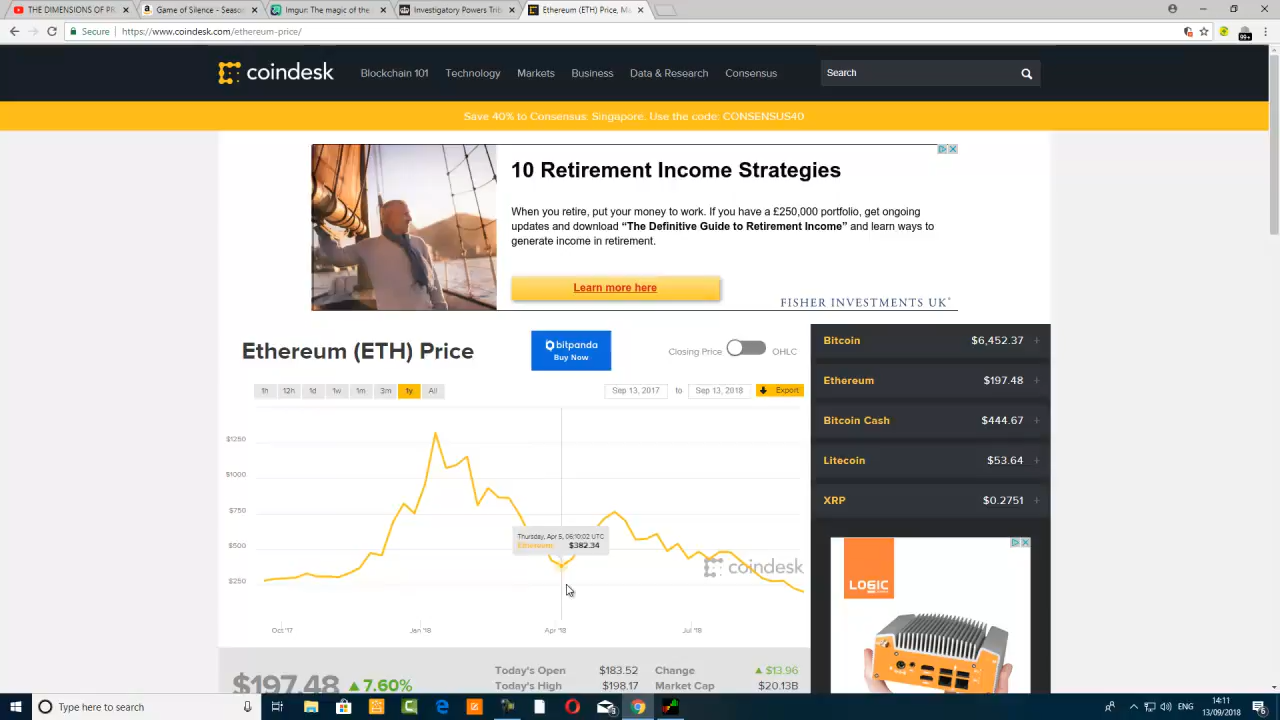 THE DIMENSIONS OF PR
Game of Silence - Seaso
Imgur: The magic of the
Investigatory Powers Trib
Ethereum (ETH) Price, Ma
Secure
https://www.coindesk.com/ethereum-price/
99+
coindesk
Blockchain 101
Technology
Markets
Business
Data & Research
Consensus
Search
Save 40% to Consensus: Singapore. Use the code: CONSENSUS40
10 Retirement Income Strategies
When you retire, put your money to work. If you have a £250,000 portfolio, get ongoing
updates and download “The Definitive Guide to Retirement Income” and learn ways to
generate income in retirement.
Learn more here
FISHER INVESTMENTS UK
Ethereum (ETH) Price
bitpanda
Buy Now
Closing Price
OHLC
1h
12h
1d
1w
1m
3m
1y
All
Sep 13, 2017
to
Sep 13, 2018
Export
$1250
$1000
$750
$500
$250
Thursday, Apr 5, 06:10:02 UTC
Ethereum: $382.34
coindesk
Oct '17
Jan '18
Apr '18
Jul '18
Bitcoin $6,452.37 +
Ethereum $197.48 +
Bitcoin Cash $444.67 +
Litecoin $53.64 +
XRP $0.2751 +
LOGIC
$197.48 ▲ 7.60%
Today's Open $183.52
Change ▲ $13.96
Today's High $198.17
Market Cap $20.13B
Type here to search
3
ENG
14:11
13/09/2018
6